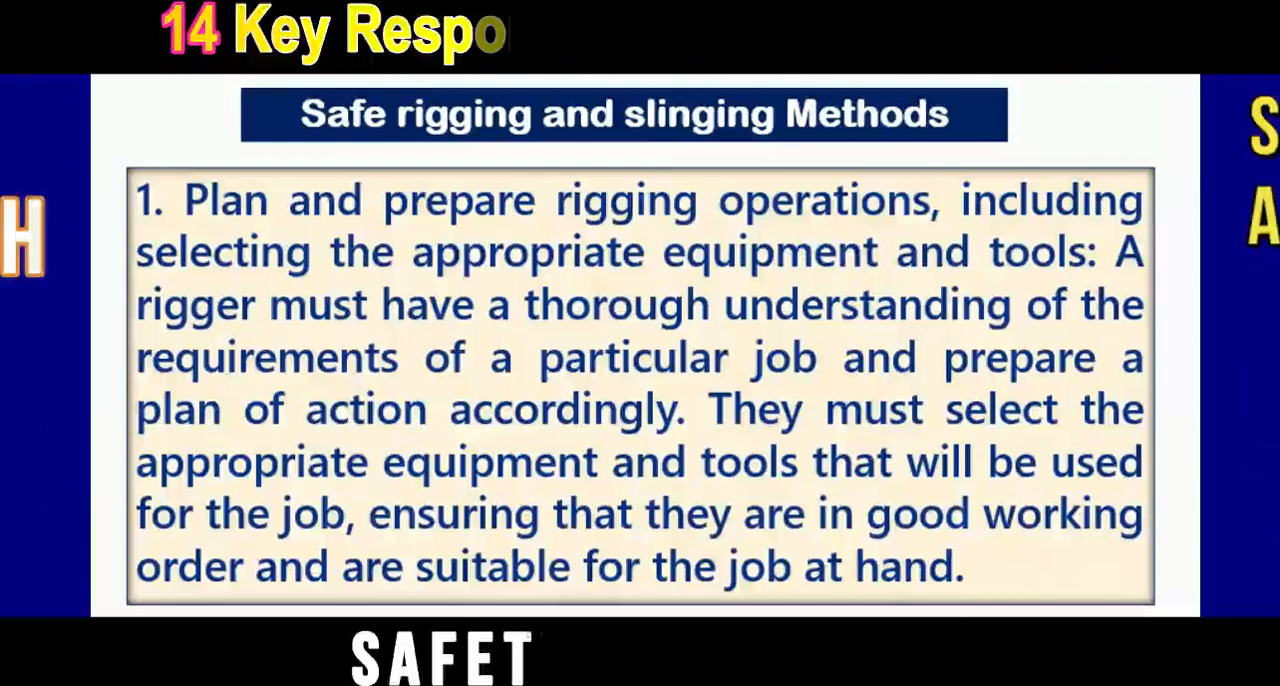 14 Key Respo
Safe rigging and slinging Methods
1. Plan and prepare rigging operations, including
selecting the appropriate equipment and tools: A
rigger must have a thorough understanding of the
requirements of a particular job and prepare a
plan of action accordingly. They must select the
appropriate equipment and tools that will be used
for the job, ensuring that they are in good working
order and are suitable for the job at hand.
H
S
A
SAFET